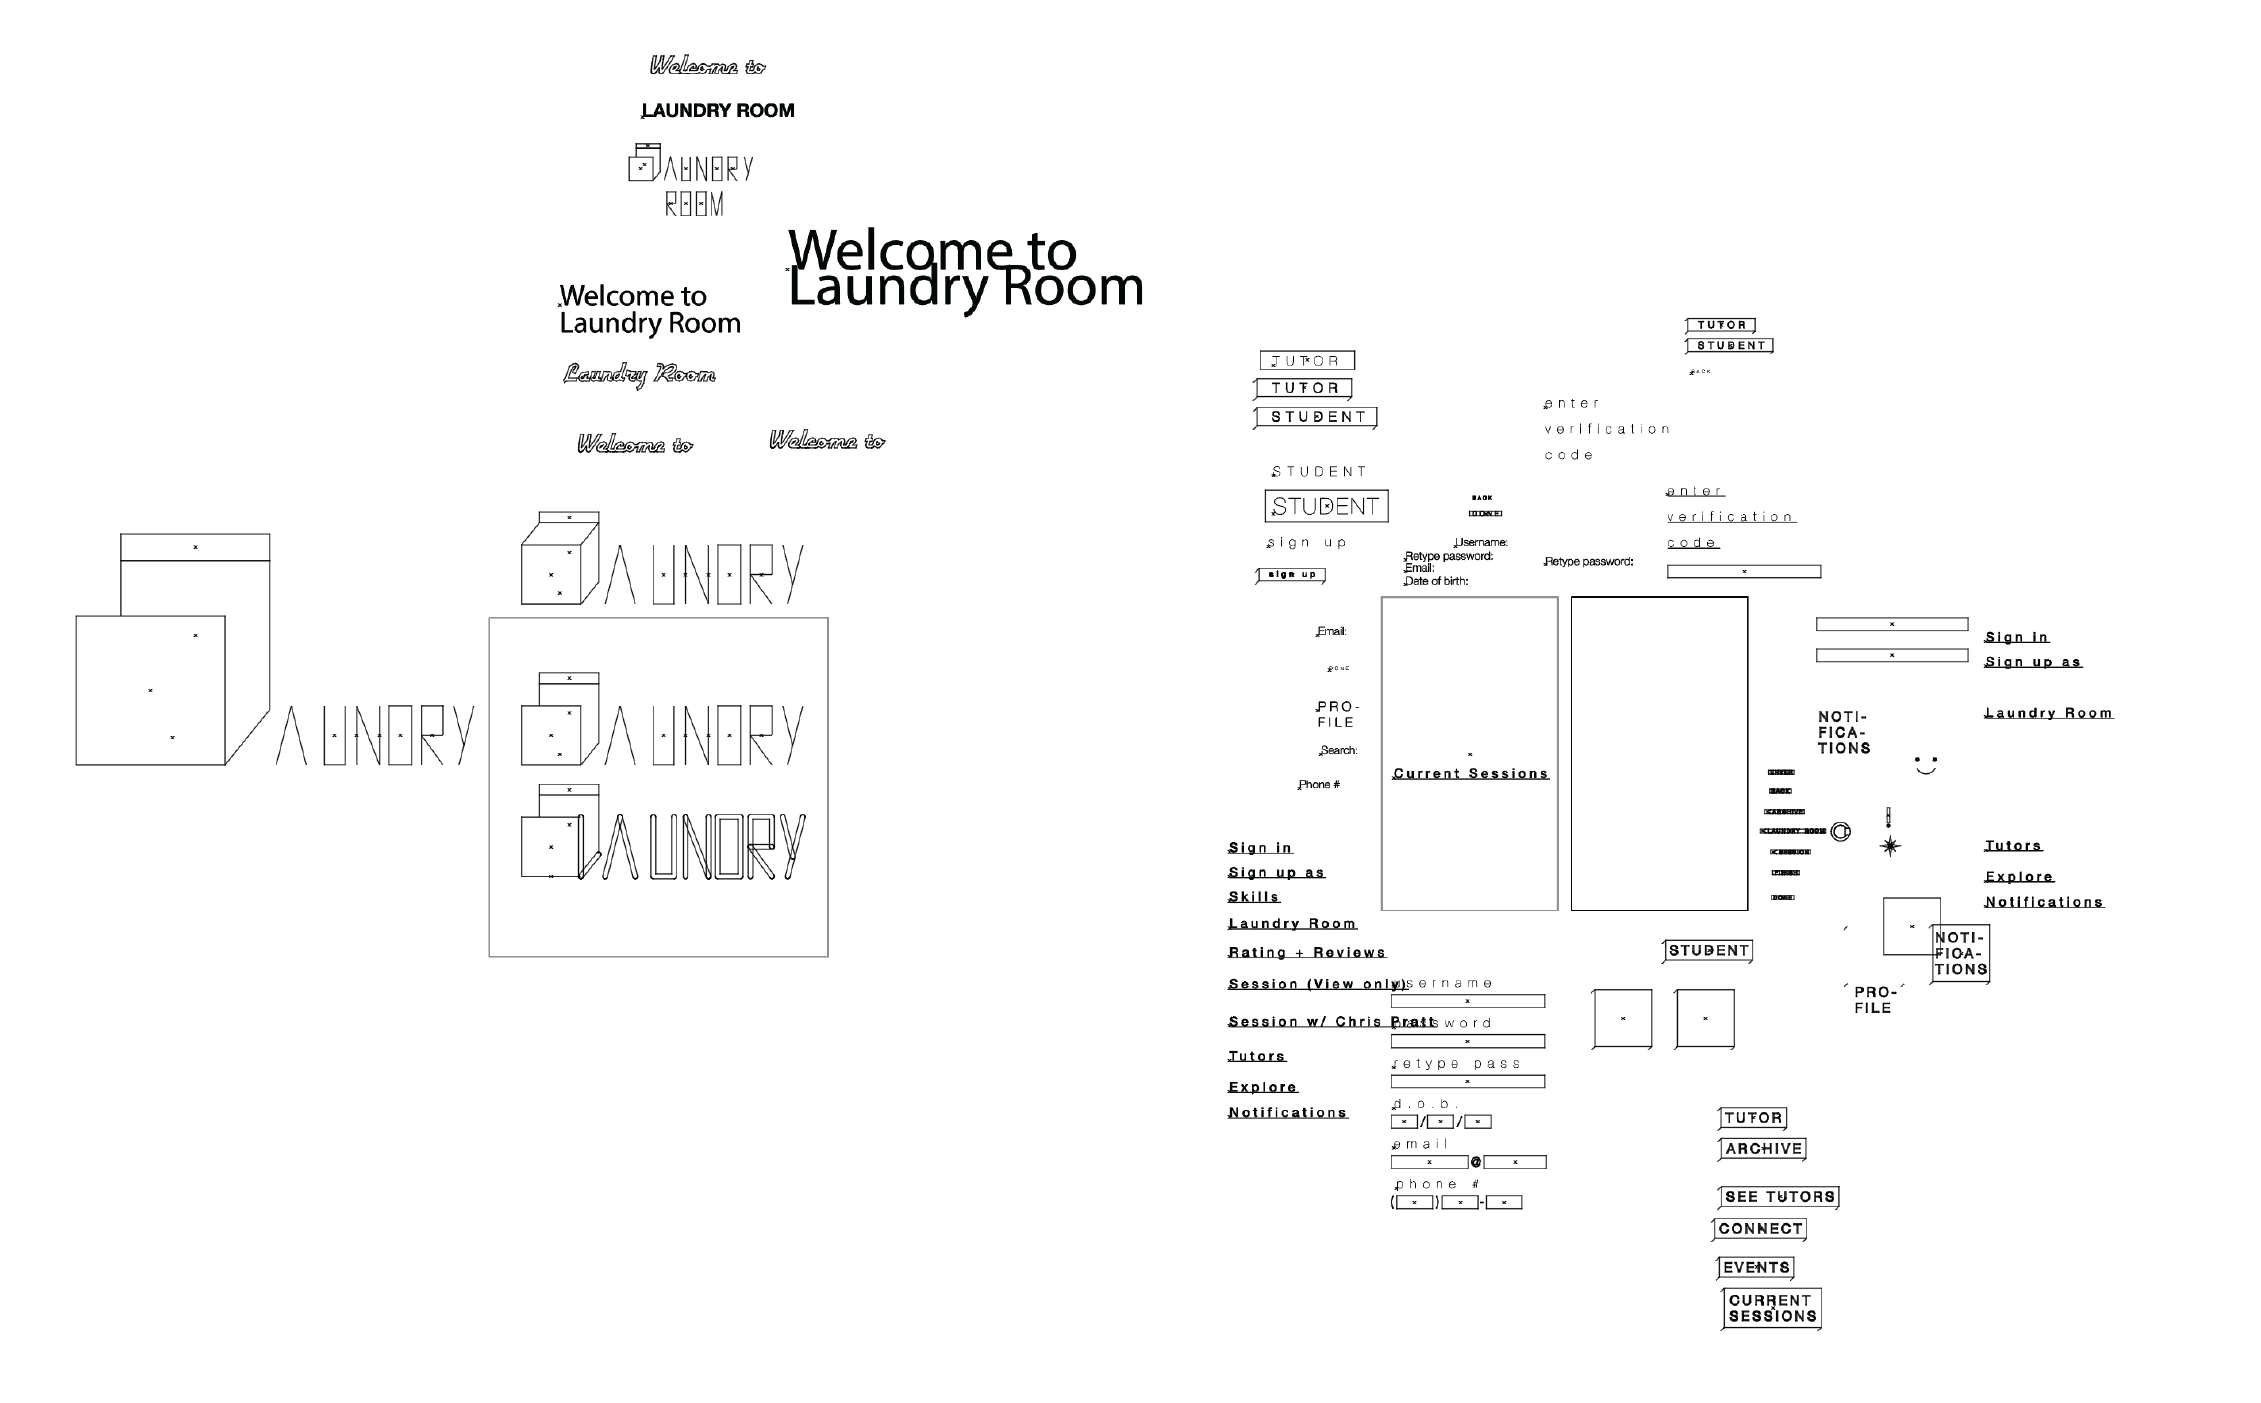 Welcome to
LAUNDRY ROOM
LAUNDRY
ROOM
Welcome to
Laundry Room
Welcome to
Laundry Room
Laundry Room
Welcome to
Welcome to
LAUNDRY
LAUNDRY
LAUNDRY
LAUNDRY
TUTOR
STUDENT
BACK
TUTOR
TUTOR
STUDENT
STUDENT
STUDENT
sign up
sign up
enter
verification
code
enter
verification
code
BACK
DONE
Username:
Retype password:
Email:
Date of birth:
Retype password:
Email:
DONE
PRO-
FILE
Search:
Phone #
Current Sessions
Sign in
Sign up as
Laundry Room
NOTI-
FICA-
TIONS
BACK
LAUNDRY ROOM
DONE
Tutors
Explore
Notifications
NOTI-
FICA-
TIONS
PRO-
FILE
STUDENT
Sign in
Sign up as
Skills
Laundry Room
Rating + Reviews
Session (View only)
Session w/ Chris Pratt
Tutors
Explore
Notifications
username
password
retype pass
d.o.b.
/ /
email
@
phone #
( ) -
TUTOR
ARCHIVE
SEE TUTORS
CONNECT
EVENTS
CURRENT
SESSIONS